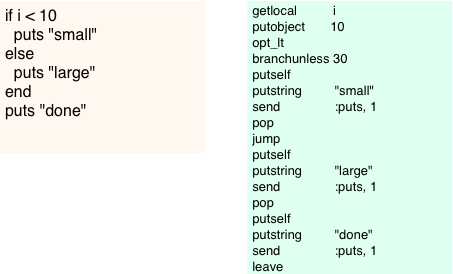 if i < 10
  puts "small"
else
  puts "large"
end
puts "done"
getlocal i
putobject 10
opt_lt
branchunless 30
putself
putstring "small"
send :puts, 1
pop
jump
putself
putstring "large"
send :puts, 1
pop
putself
putstring "done"
send :puts, 1
leave